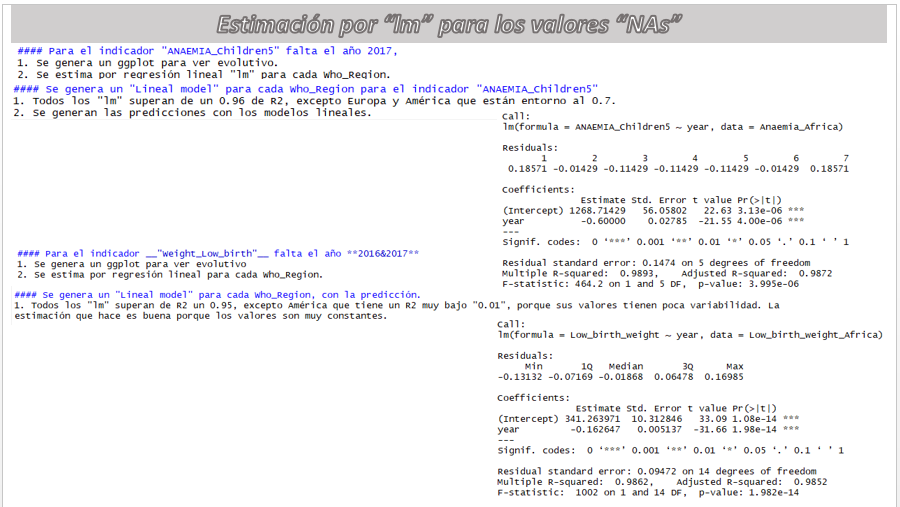 Estimación por “lm” para los valores “NAs”
#### Para el indicador "ANAEMIA_Children5" falta el año 2017,
1. Se genera un ggplot para ver evolutivo.
2. Se estima por regresión lineal "lm" para cada Who_Region.
#### Se genera un "Lineal model" para cada Who_Region para el indicador "ANAEMIA_Children5"
1. Todos los "lm" superan de un 0.96 de R2, excepto Europa y América que están entorno al 0.7.
2. Se generan las predicciones con los modelos lineales.
Call:
lm(formula = ANAEMIA_Children5 ~ year, data = Anaemia_Africa)
Residuals:
1 2 3 4 5 6 7
0.18571 -0.01429 -0.11429 -0.11429 -0.11429 -0.01429 0.18571
Coefficients:
Estimate Std. Error t value Pr(>|t|)
(Intercept) 1268.71429 56.05802 22.63 3.13e-06 ***
year -0.60000 0.02785 -21.55 4.00e-06 ***
---
Signif. codes: 0 ‘***’ 0.001 ‘**’ 0.01 ‘*’ 0.05 ‘.’ 0.1 ‘ ’ 1
Residual standard error: 0.1474 on 5 degrees of freedom
Multiple R-squared: 0.9893, Adjusted R-squared: 0.9872
F-statistic: 464.2 on 1 and 5 DF, p-value: 3.995e-06
#### Para el indicador __"Weight_Low_birth"__ falta el año **2016&2017**
1. Se genera un ggplot para ver evolutivo
2. Se estima por regresión lineal para cada Who_Region.
#### Se genera un "Lineal model" para cada Who_Region, con la predicción.
1. Todos los "lm" superan de R2 un 0.95, excepto América que tiene un R2 muy bajo "0.01", porque sus valores tienen poca variabilidad. La
estimación que hace es buena porque los valores son muy constantes.
Call:
lm(formula = Low_birth_weight ~ year, data = Low_birth_weight_Africa)
Residuals:
Min 1Q Median 3Q Max
-0.13132 -0.07169 -0.01868 0.06478 0.16985
Coefficients:
Estimate Std. Error t value Pr(>|t|)
(Intercept) 341.263971 10.312846 33.09 1.08e-14 ***
year -0.162647 0.005137 -31.66 1.98e-14 ***
---
Signif. codes: 0 ‘***’ 0.001 ‘**’ 0.01 ‘*’ 0.05 ‘.’ 0.1 ‘ ’ 1
Residual standard error: 0.09472 on 14 degrees of freedom
Multiple R-squared: 0.9862, Adjusted R-squared: 0.9852
F-statistic: 1002 on 1 and 14 DF, p-value: 1.982e-14